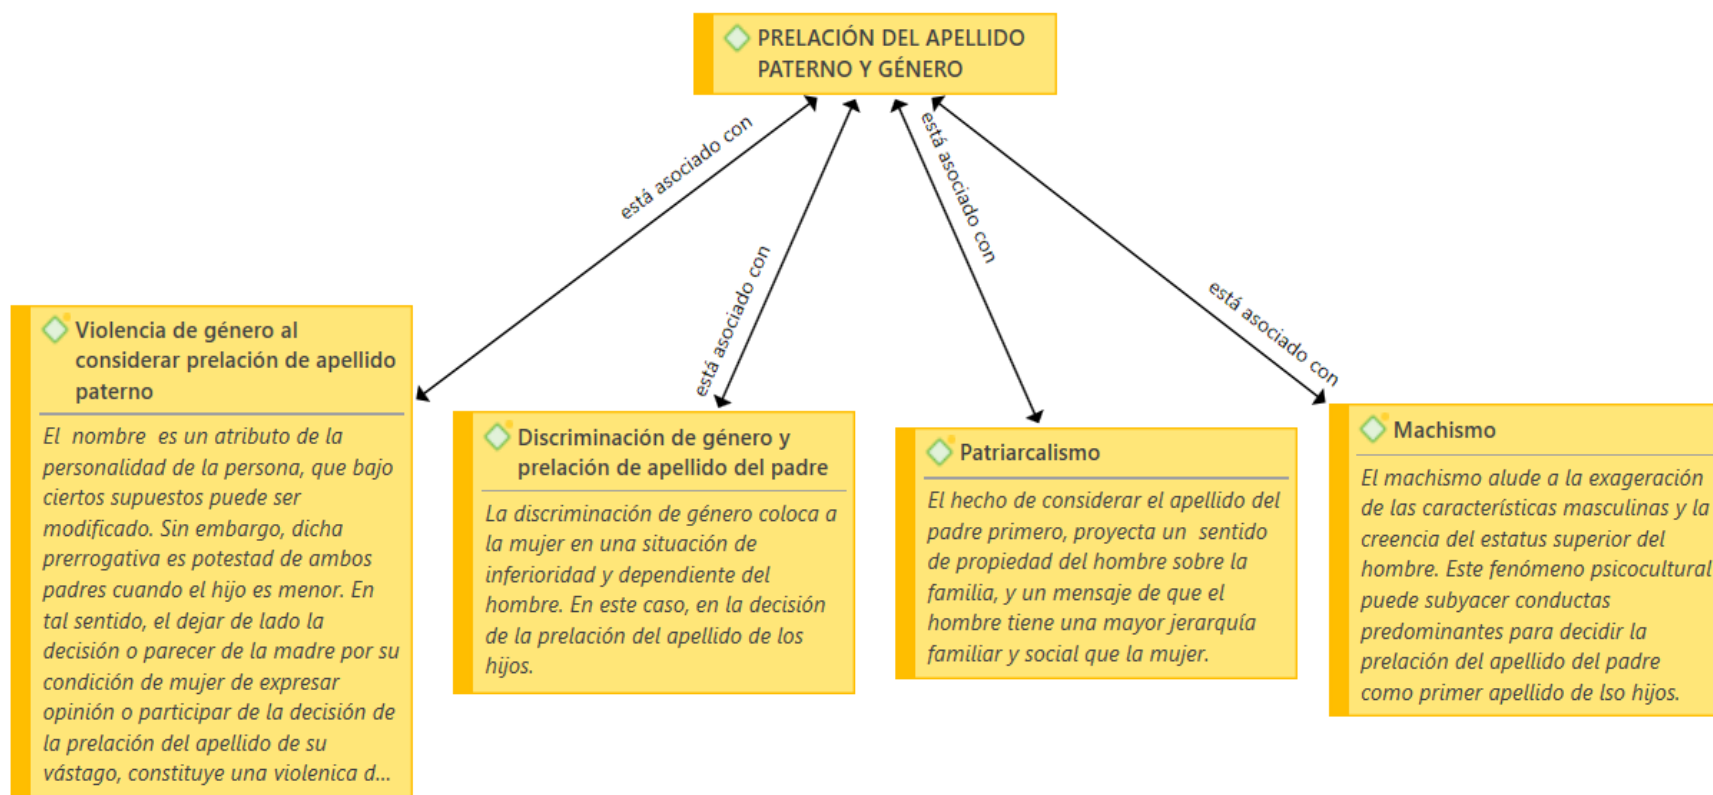 PRELACIÓN DEL APELLIDO
PATERNO Y GÉNERO
está asociado con
está asociado con
está asociado con
está asociado con
Violencia de género al
considerar prelación de apellido
paterno
El nombre es un atributo de la
personalidad de la persona, que bajo
ciertos supuestos puede ser
modificado. Sin embargo, dicha
prerrogativa es potestad de ambos
padres cuando el hijo es menor. En
tal sentido, el dejar de lado la
decisión o parecer de la madre por su
condición de mujer de expresar
opinión o participar de la decisión de
la prelación del apellido de su
vástago, constituye una violenica d...
Discriminación de género y
prelación de apellido del padre
La discriminación de género coloca a
la mujer en una situación de
inferioridad y dependiente del
hombre. En este caso, en la decisión
de la prelación del apellido de los
hijos.
Patriarcalismo
El hecho de considerar el apellido del
padre primero, proyecta un sentido
de propiedad del hombre sobre la
familia, y un mensaje de que el
hombre tiene una mayor jerarquía
familiar y social que la mujer.
Machismo
El machismo alude a la exageración
de las características masculinas y la
creencia del estatus superior del
hombre. Este fenómeno psicocultural
puede subyacer conductas
predominantes para decidir la
prelación del apellido del padre
como primer apellido de lso hijos.